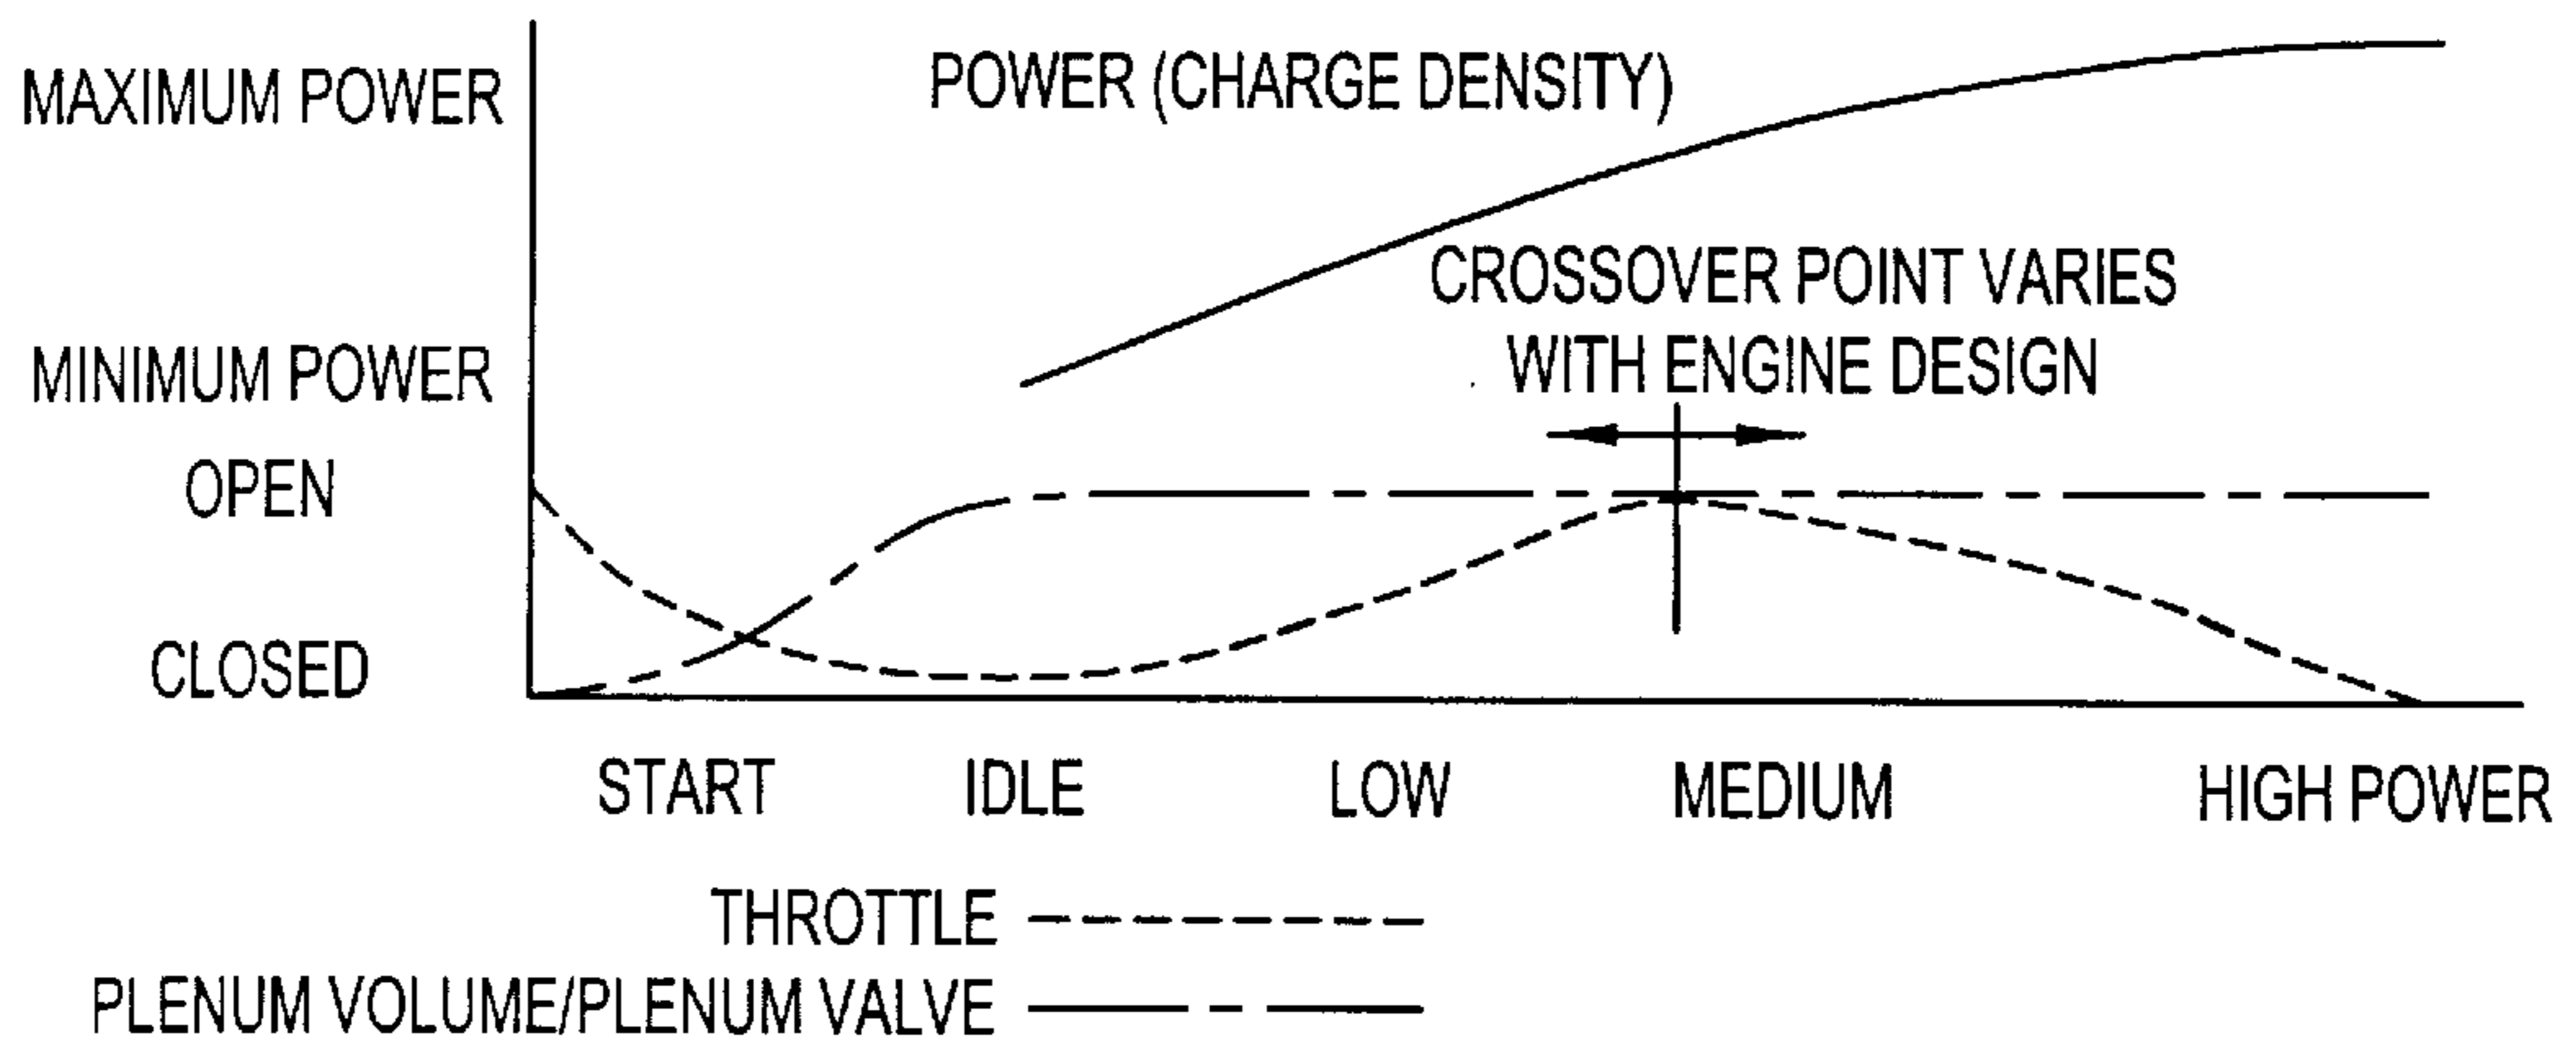 MAXIMUM POWER
POWER (CHARGE DENSITY)
CROSSOVER POINT VARIES
WITH ENGINE DESIGN
MINIMUM POWER
OPEN
CLOSED
START IDLE LOW MEDIUM HIGH POWER
THROTTLE
PLENUM VOLUME/PLENUM VALVE